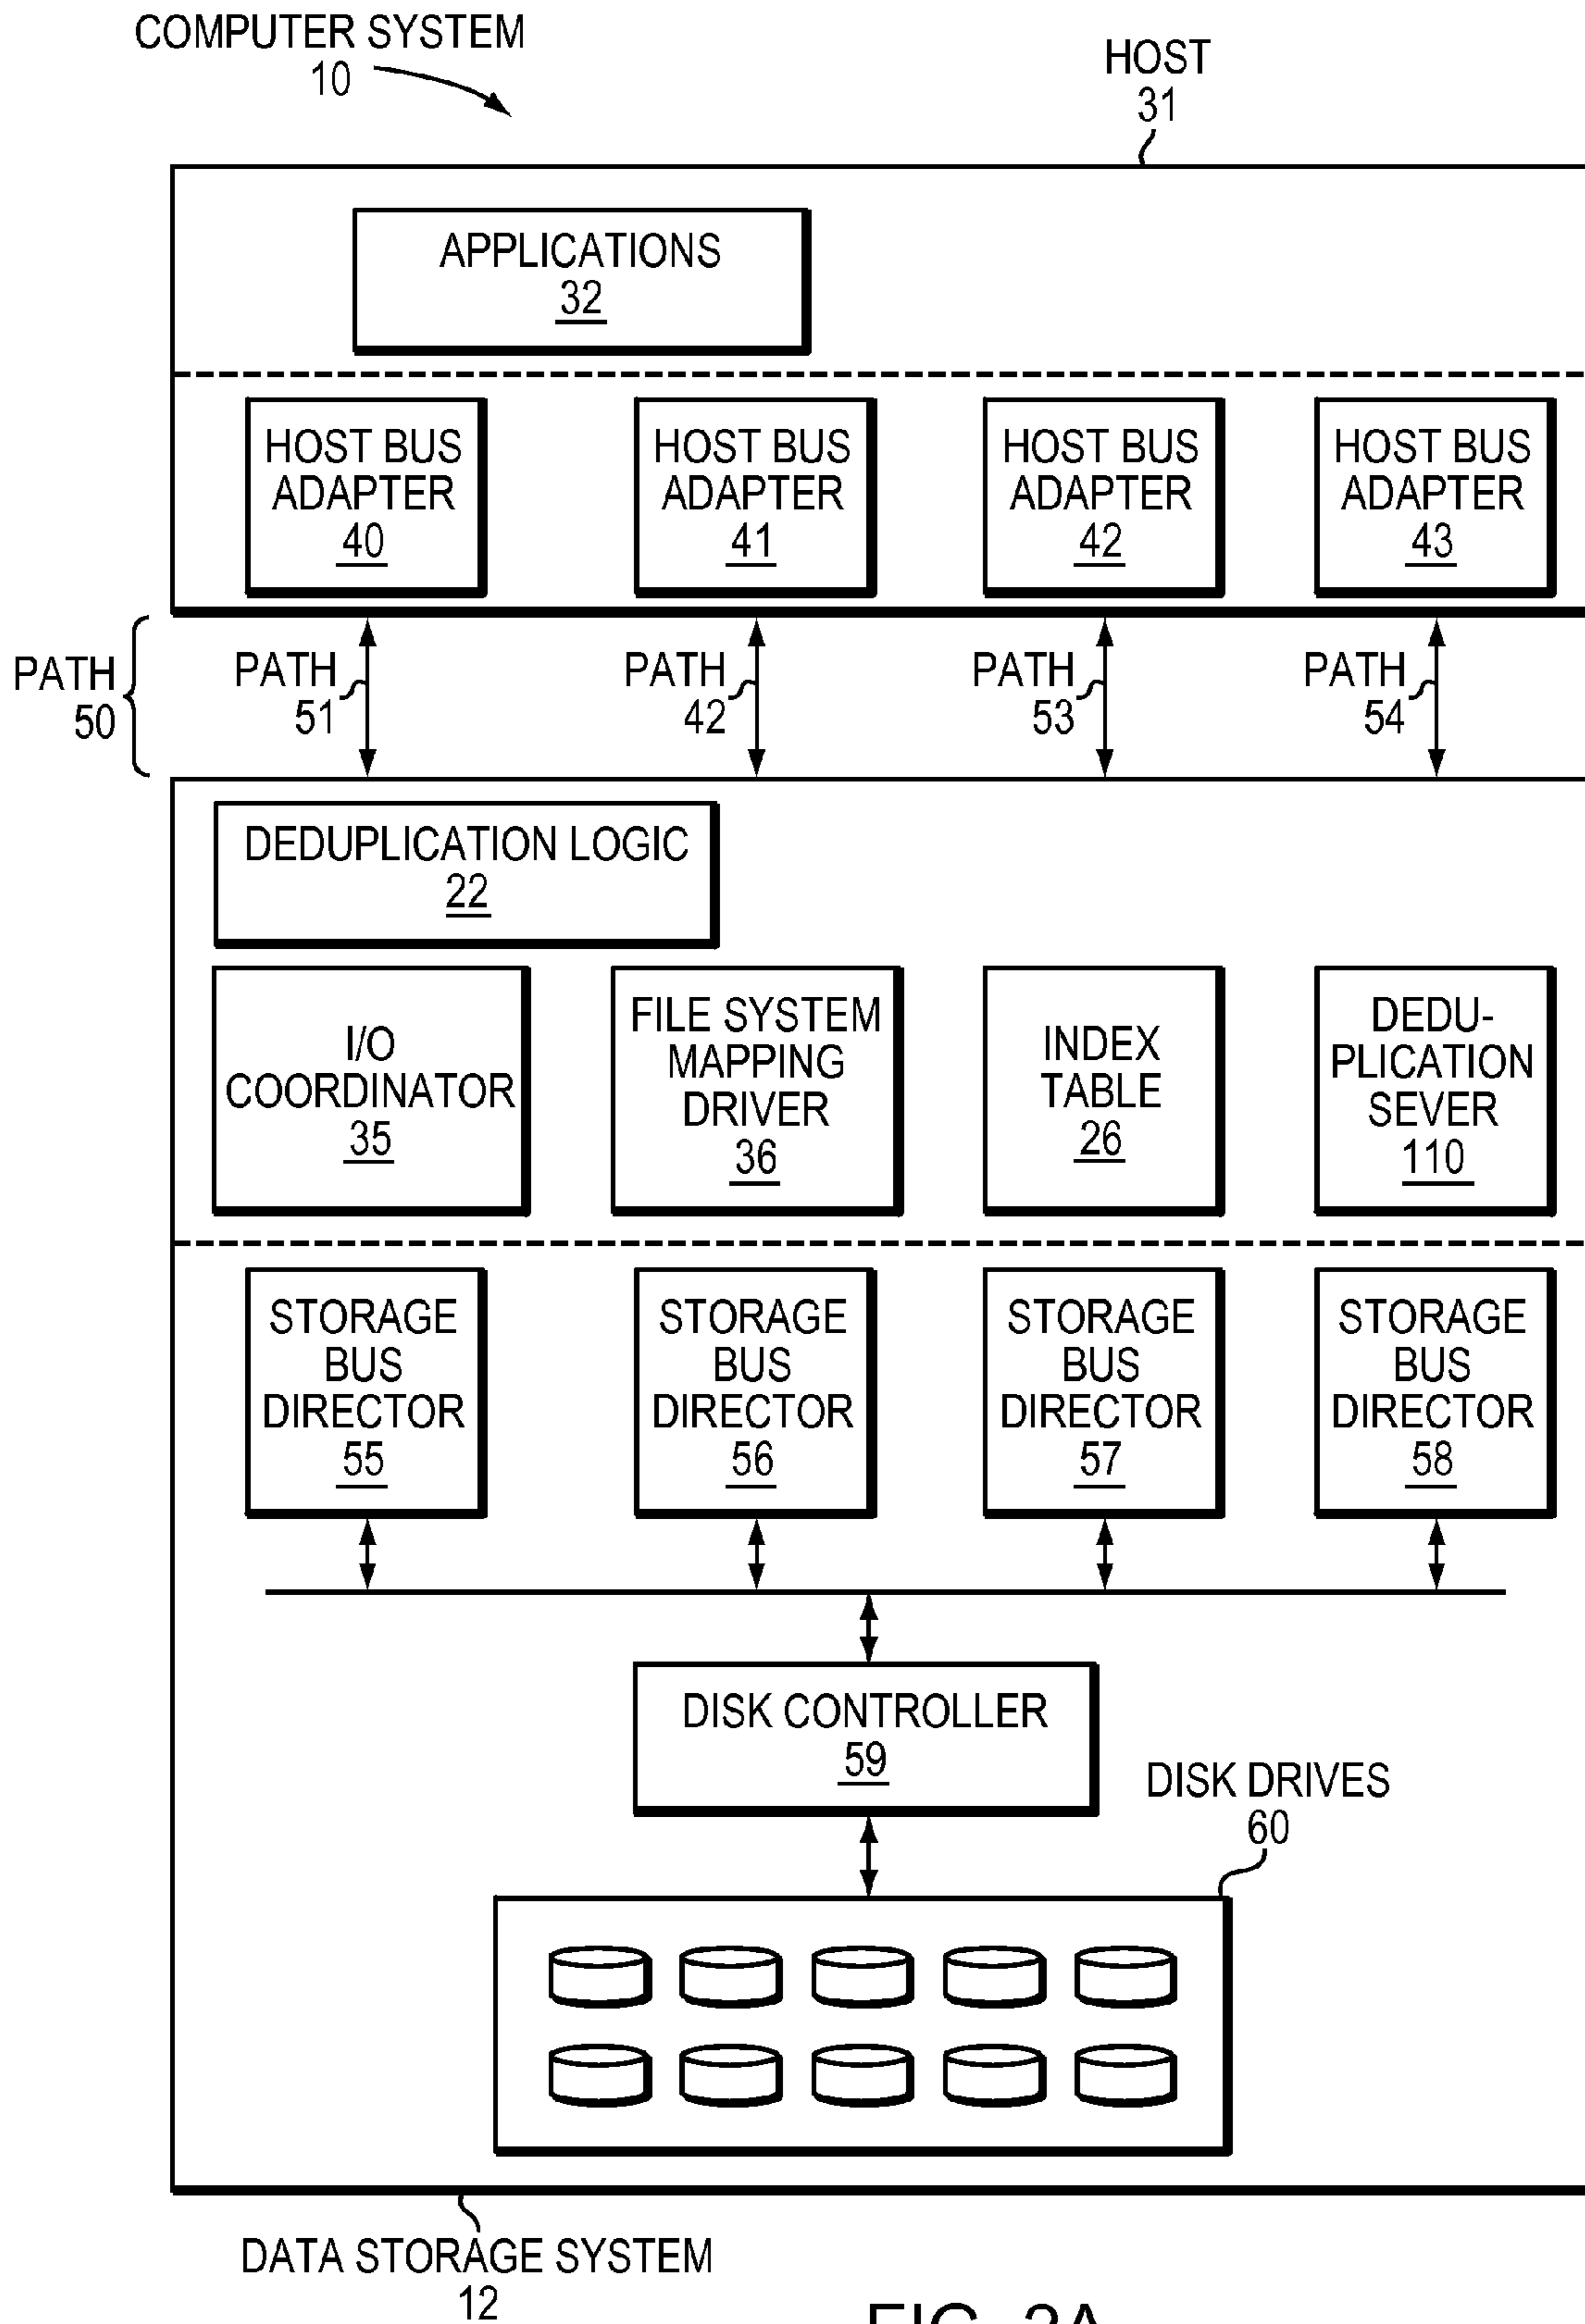 COMPUTER SYSTEM
10
HOST
31
APPLICATIONS
32
HOST BUS
ADAPTER
40
HOST BUS
ADAPTER
41
HOST BUS
ADAPTER
42
HOST BUS
ADAPTER
43
PATH
50
PATH
51
PATH
42
PATH
53
PATH
54
DEDUPLICATION LOGIC
22
I/O
COORDINATOR
35
FILE SYSTEM
MAPPING
DRIVER
36
INDEX
TABLE
26
DEDU-
PLICATION
SEVER
110
STORAGE
BUS
DIRECTOR
55
STORAGE
BUS
DIRECTOR
56
STORAGE
BUS
DIRECTOR
57
STORAGE
BUS
DIRECTOR
58
DISK CONTROLLER
59
DISK DRIVES
60
DATA STORAGE SYSTEM
12